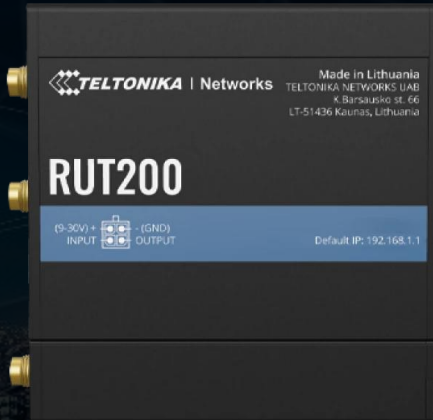 TELTONIKA | Networks
Made in Lithuania
TELTONIKA NETWORKS UAB
K.Barsausko st. 66
LT-51436 Kaunas, Lithuania
RUT200
(9-30V) + - (GND)
INPUT OUTPUT
Default IP: 192.168.1.1